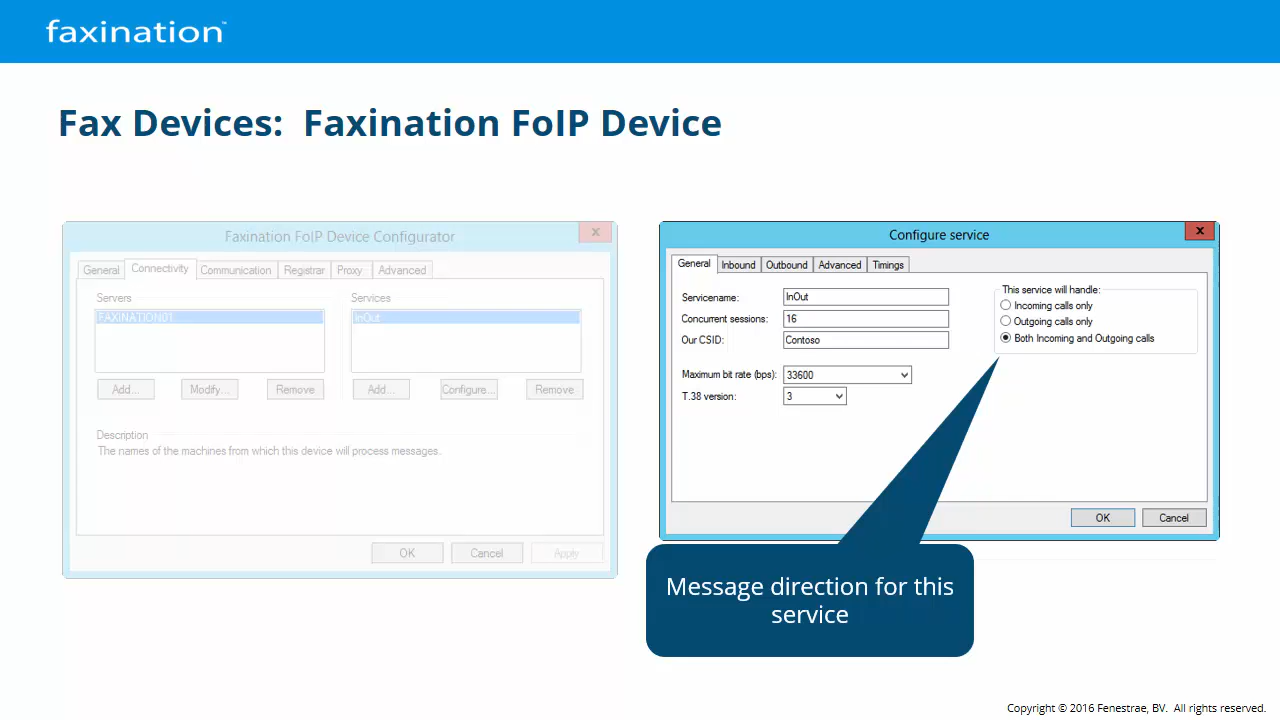 faxination™
Fax Devices:  Faxination FoIP Device
Faxination FoIP Device Configurator
x
General Connectivity Communication Registrar Proxy Advanced
Servers
FAXINATION01
Add... Modify... Remove
Services
InOut
Add... Configure... Remove
Description
The names of the machines from which this device will process messages.
OK Cancel Apply
Configure service
x
General Inbound Outbound Advanced Timings
Servicename: InOut
Concurrent sessions: 16
Our CSID: Contoso
Maximum bit rate (bps): 33600
T.38 version: 3
This service will handle:
Incoming calls only
Outgoing calls only
Both Incoming and Outgoing calls
OK Cancel
Message direction for this
service
Copyright © 2016 Fenestrae, BV.  All rights reserved.